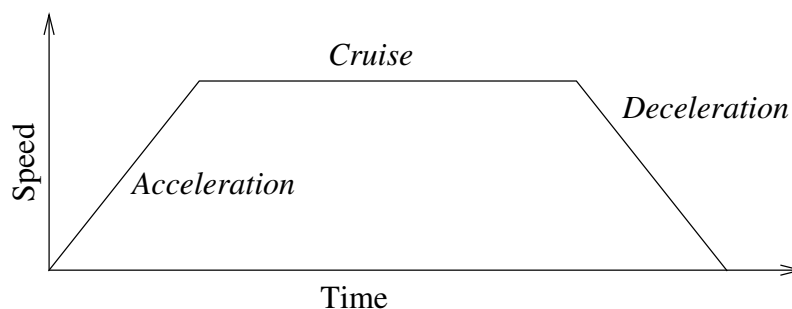 Cruise
Deceleration
Speed
Acceleration
Time